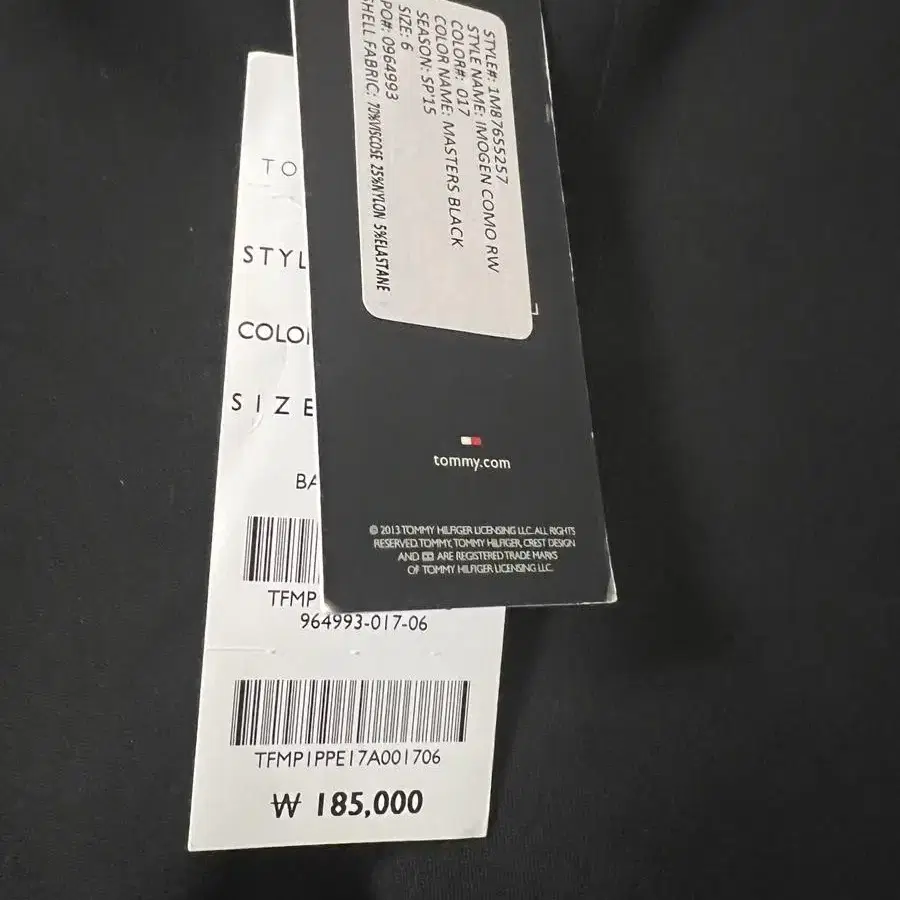 STYLE#: 1M87655257
STYLE NAME: IMOGEN COMO RW
COLOR#: 017
COLOR NAME: MASTERS BLACK
SEASON: SP'15
SIZE: 6
PO#: 0964993
SHELL FABRIC: 70%VISCOSE 25%NYLON 5%ELASTANE
tommy.com
© 2013 TOMMY HILFIGER LICENSING LLC. ALL RIGHTS
RESERVED. TOMMY, TOMMY HILFIGER, CREST DESIGN
AND ARE REGISTERED TRADE MARKS
OF TOMMY HILFIGER LICENSING LLC.
TO
STYL
COLO
SIZE
BA
TFMP
964993-017-06
TFMP1PPE17A001706
₩ 185,000